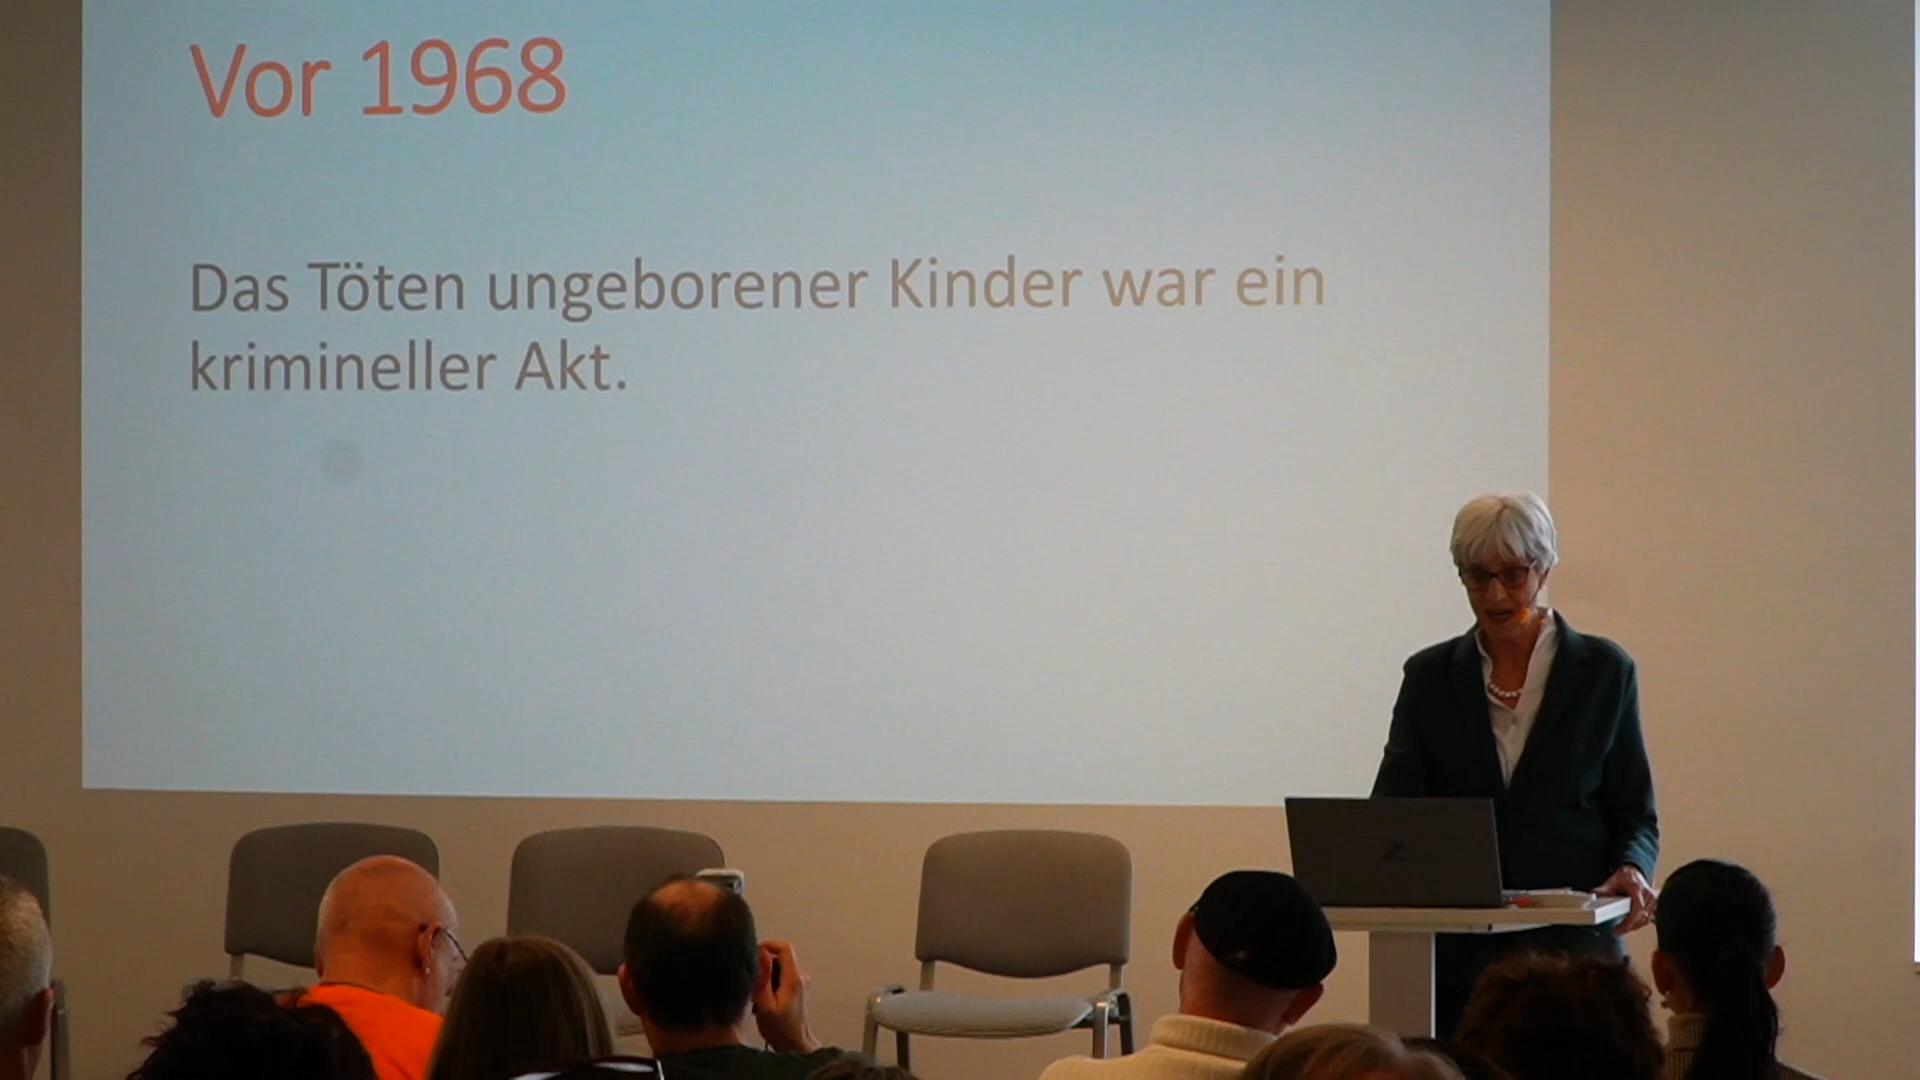 Vor 1968
Das Töten ungeborener Kinder war ein
krimineller Akt.